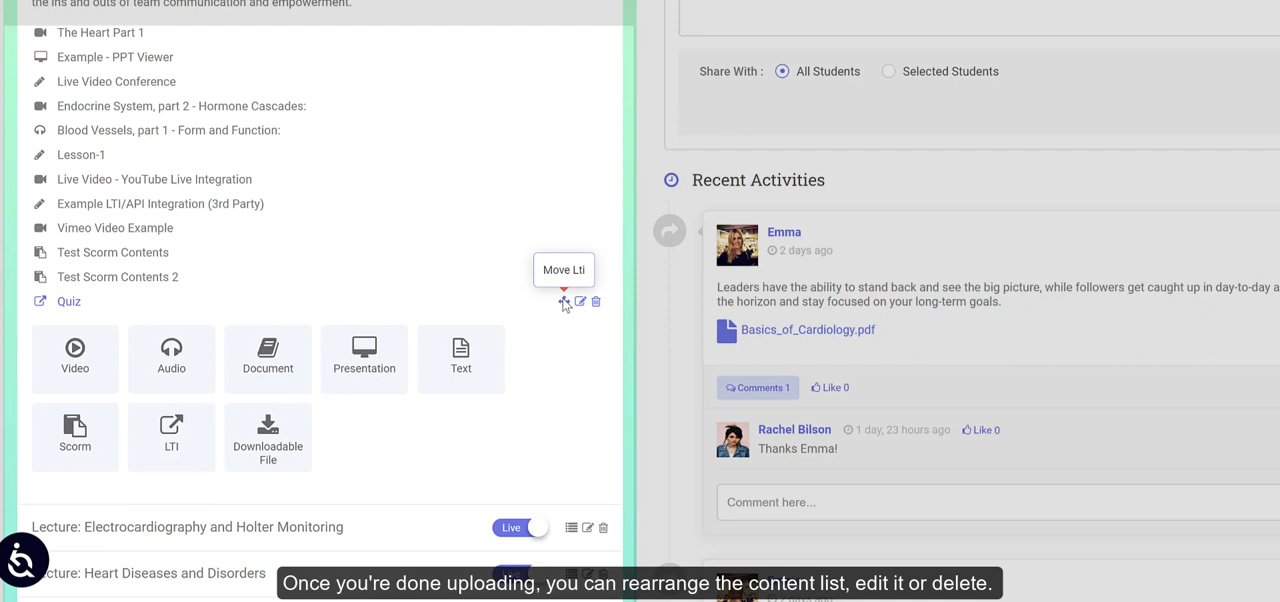 the ins and outs of team communication and empowerment.
The Heart Part 1
Example - PPT Viewer
Live Video Conference
Endocrine System, part 2 - Hormone Cascades:
Blood Vessels, part 1 - Form and Function:
Lesson-1
Live Video - YouTube Live Integration
Example LTI/API Integration (3rd Party)
Vimeo Video Example
Test Scorm Contents
Test Scorm Contents 2
Move Lti
Quiz
Video
Audio
Document
Presentation
Text
Scorm
LTI
Downloadable
File
Lecture: Electrocardiography and Holter Monitoring
Live
ecture: Heart Diseases and Disorders
Share With : All Students Selected Students
Recent Activities
Emma
2 days ago
Leaders have the ability to stand back and see the big picture, while followers get caught up in day-to-day a
the horizon and stay focused on your long-term goals.
Basics_of_Cardiology.pdf
Comments 1 Like 0
Rachel Bilson 1 day, 23 hours ago Like 0
Thanks Emma!
Comment here...
Once you're done uploading, you can rearrange the content list, edit it or delete.